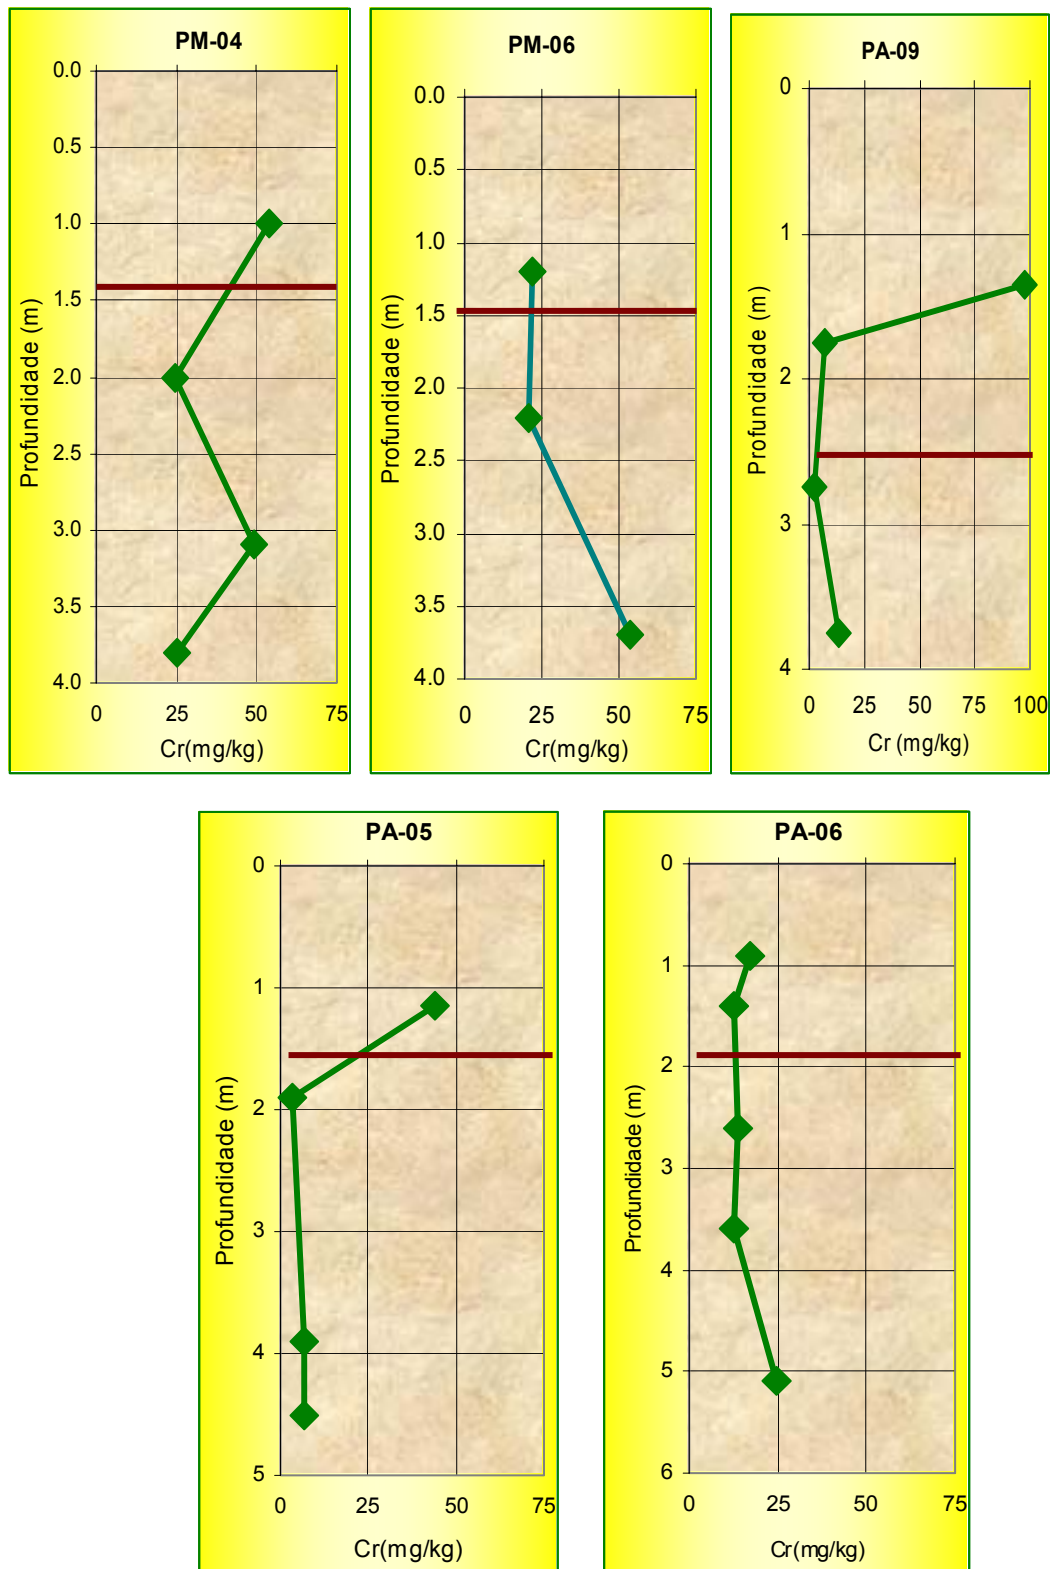 PM-04
0.0
0.5
1.0
1.5
2.0
2.5
3.0
3.5
4.0
Profundidade (m)
0 25 50 75
Cr(mg/kg)
PM-06
0.0
0.5
1.0
1.5
2.0
2.5
3.0
3.5
4.0
Profundidade (m)
0 25 50 75
Cr(mg/kg)
PA-09
0
1
2
3
4
Profundidade (m)
0 25 50 75 100
Cr (mg/kg)
PA-05
0
1
2
3
4
5
Profundidade (m)
0 25 50 75
Cr(mg/kg)
PA-06
0
1
2
3
4
5
6
Profundidade (m)
0 25 50 75
Cr(mg/kg)